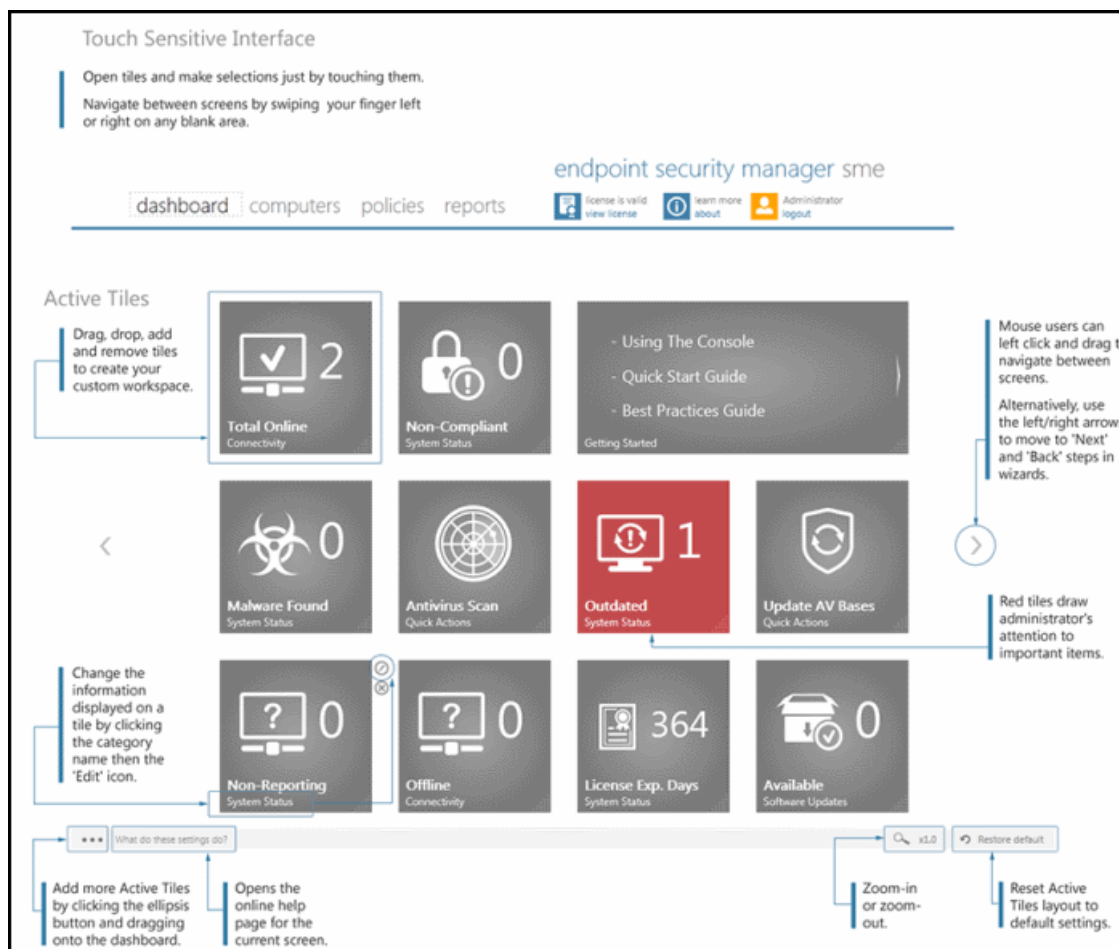 Touch Sensitive Interface
Open tiles and make selections just by touching them.
Navigate between screens by swiping your finger left
or right on any blank area.
endpoint security manager sme
dashboard computers policies reports
license is valid
view license
learn more
about
Administrator
logout
Active Tiles
Drag, drop, add
and remove tiles
to create your
custom workspace.
2
Total Online
Connectivity
0
Non-Compliant
System Status
- Using The Console
- Quick Start Guide
- Best Practices Guide
Getting Started
Mouse users can
left click and drag t
navigate between
screens.
Alternatively, use
the left/right arrow
to move to 'Next'
and 'Back' steps in
wizards.
0
Malware Found
System Status
Antivirus Scan
Quick Actions
1
Outdated
System Status
Update AV Bases
Quick Actions
Red tiles draw
administrator's
attention to
important items.
Change the
information
displayed on a
tile by clicking
the category
name then the
'Edit' icon.
? 0
Non-Reporting
System Status
? 0
Offline
Connectivity
364
License Exp. Days
System Status
0
Available
Software Updates
What do these settings do?
x1.0
Restore default
Add more Active Tiles
by clicking the ellipsis
button and dragging
onto the dashboard.
Opens the
online help
page for the
current screen.
Zoom-in
or zoom-
out.
Reset Active
Tiles layout to
default settings.